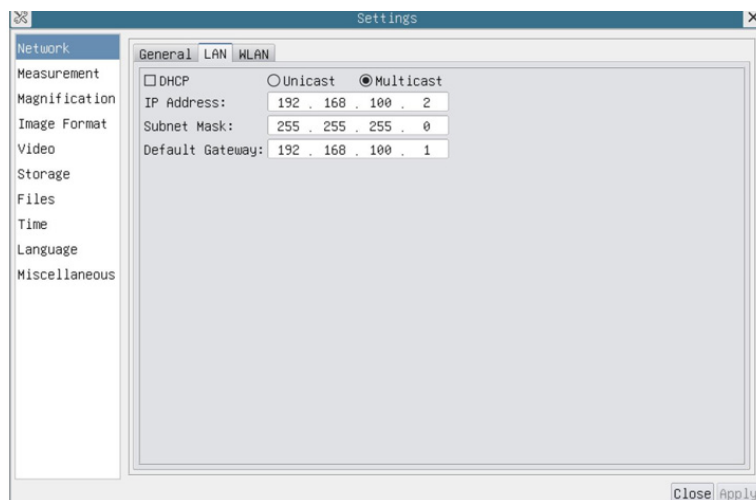 Settings
Network
Measurement
Magnification
Image Format
Video
Storage
Files
Time
Language
Miscellaneous
General LAN WLAN
DHCP Unicast Multicast
IP Address: 192 . 168 . 100 . 2
Subnet Mask: 255 . 255 . 255 . 0
Default Gateway: 192 . 168 . 100 . 1
Close Apply